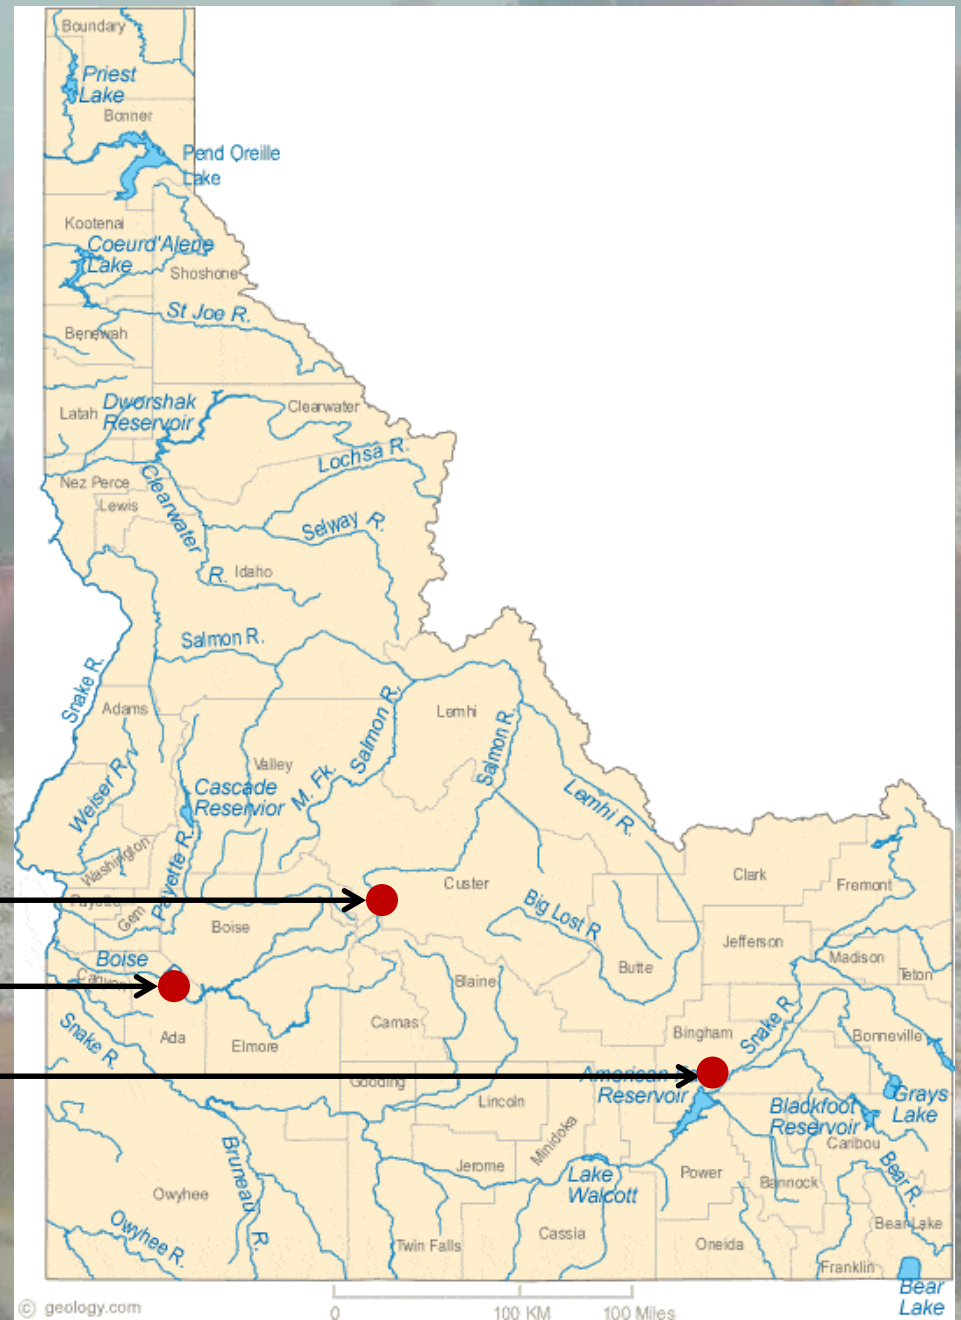 Boundary
Priest
Lake
Bonner
Pend Oreille
Lake
Kootenai
Coeurd'Alene
Lake
Shoshone
St Joe R.
Benewah
Dworshak
Reservoir
Latah
Clearwater
Lochsa R.
Nez Perce
Lewis
Clearwater
R.
Selway R.
Idaho
Salmon R.
Snake R.
Adams
Salmon R.
Lemhi
Salmon R.
Valley
M. Fk.
Weiser R.
Cascade
Reservior
Lemhi R.
Washington
Payette R.
Payette
Gem
Boise
Custer
Clark
Fremont
Big Lost R
Jefferson
Madison
Teton
Boise
Canyon
Butte
Blaine
Snake R.
Ada
Elmore
Camas
Bingham
Snake R.
Bonneville
Gooding
American
Reservoir
Lincoln
Grays
Lake
Blackfoot
Reservoir
Caribou
Minidoka
Jerome
Lake
Walcott
Power
Bannock
Bear R.
Bruneau
R.
Owyhee
Owyhee R.
Twin Falls
Cassia
Oneida
Bear Lake
Franklin
Bear
Lake
© geology.com
0 100 KM 100 Miles